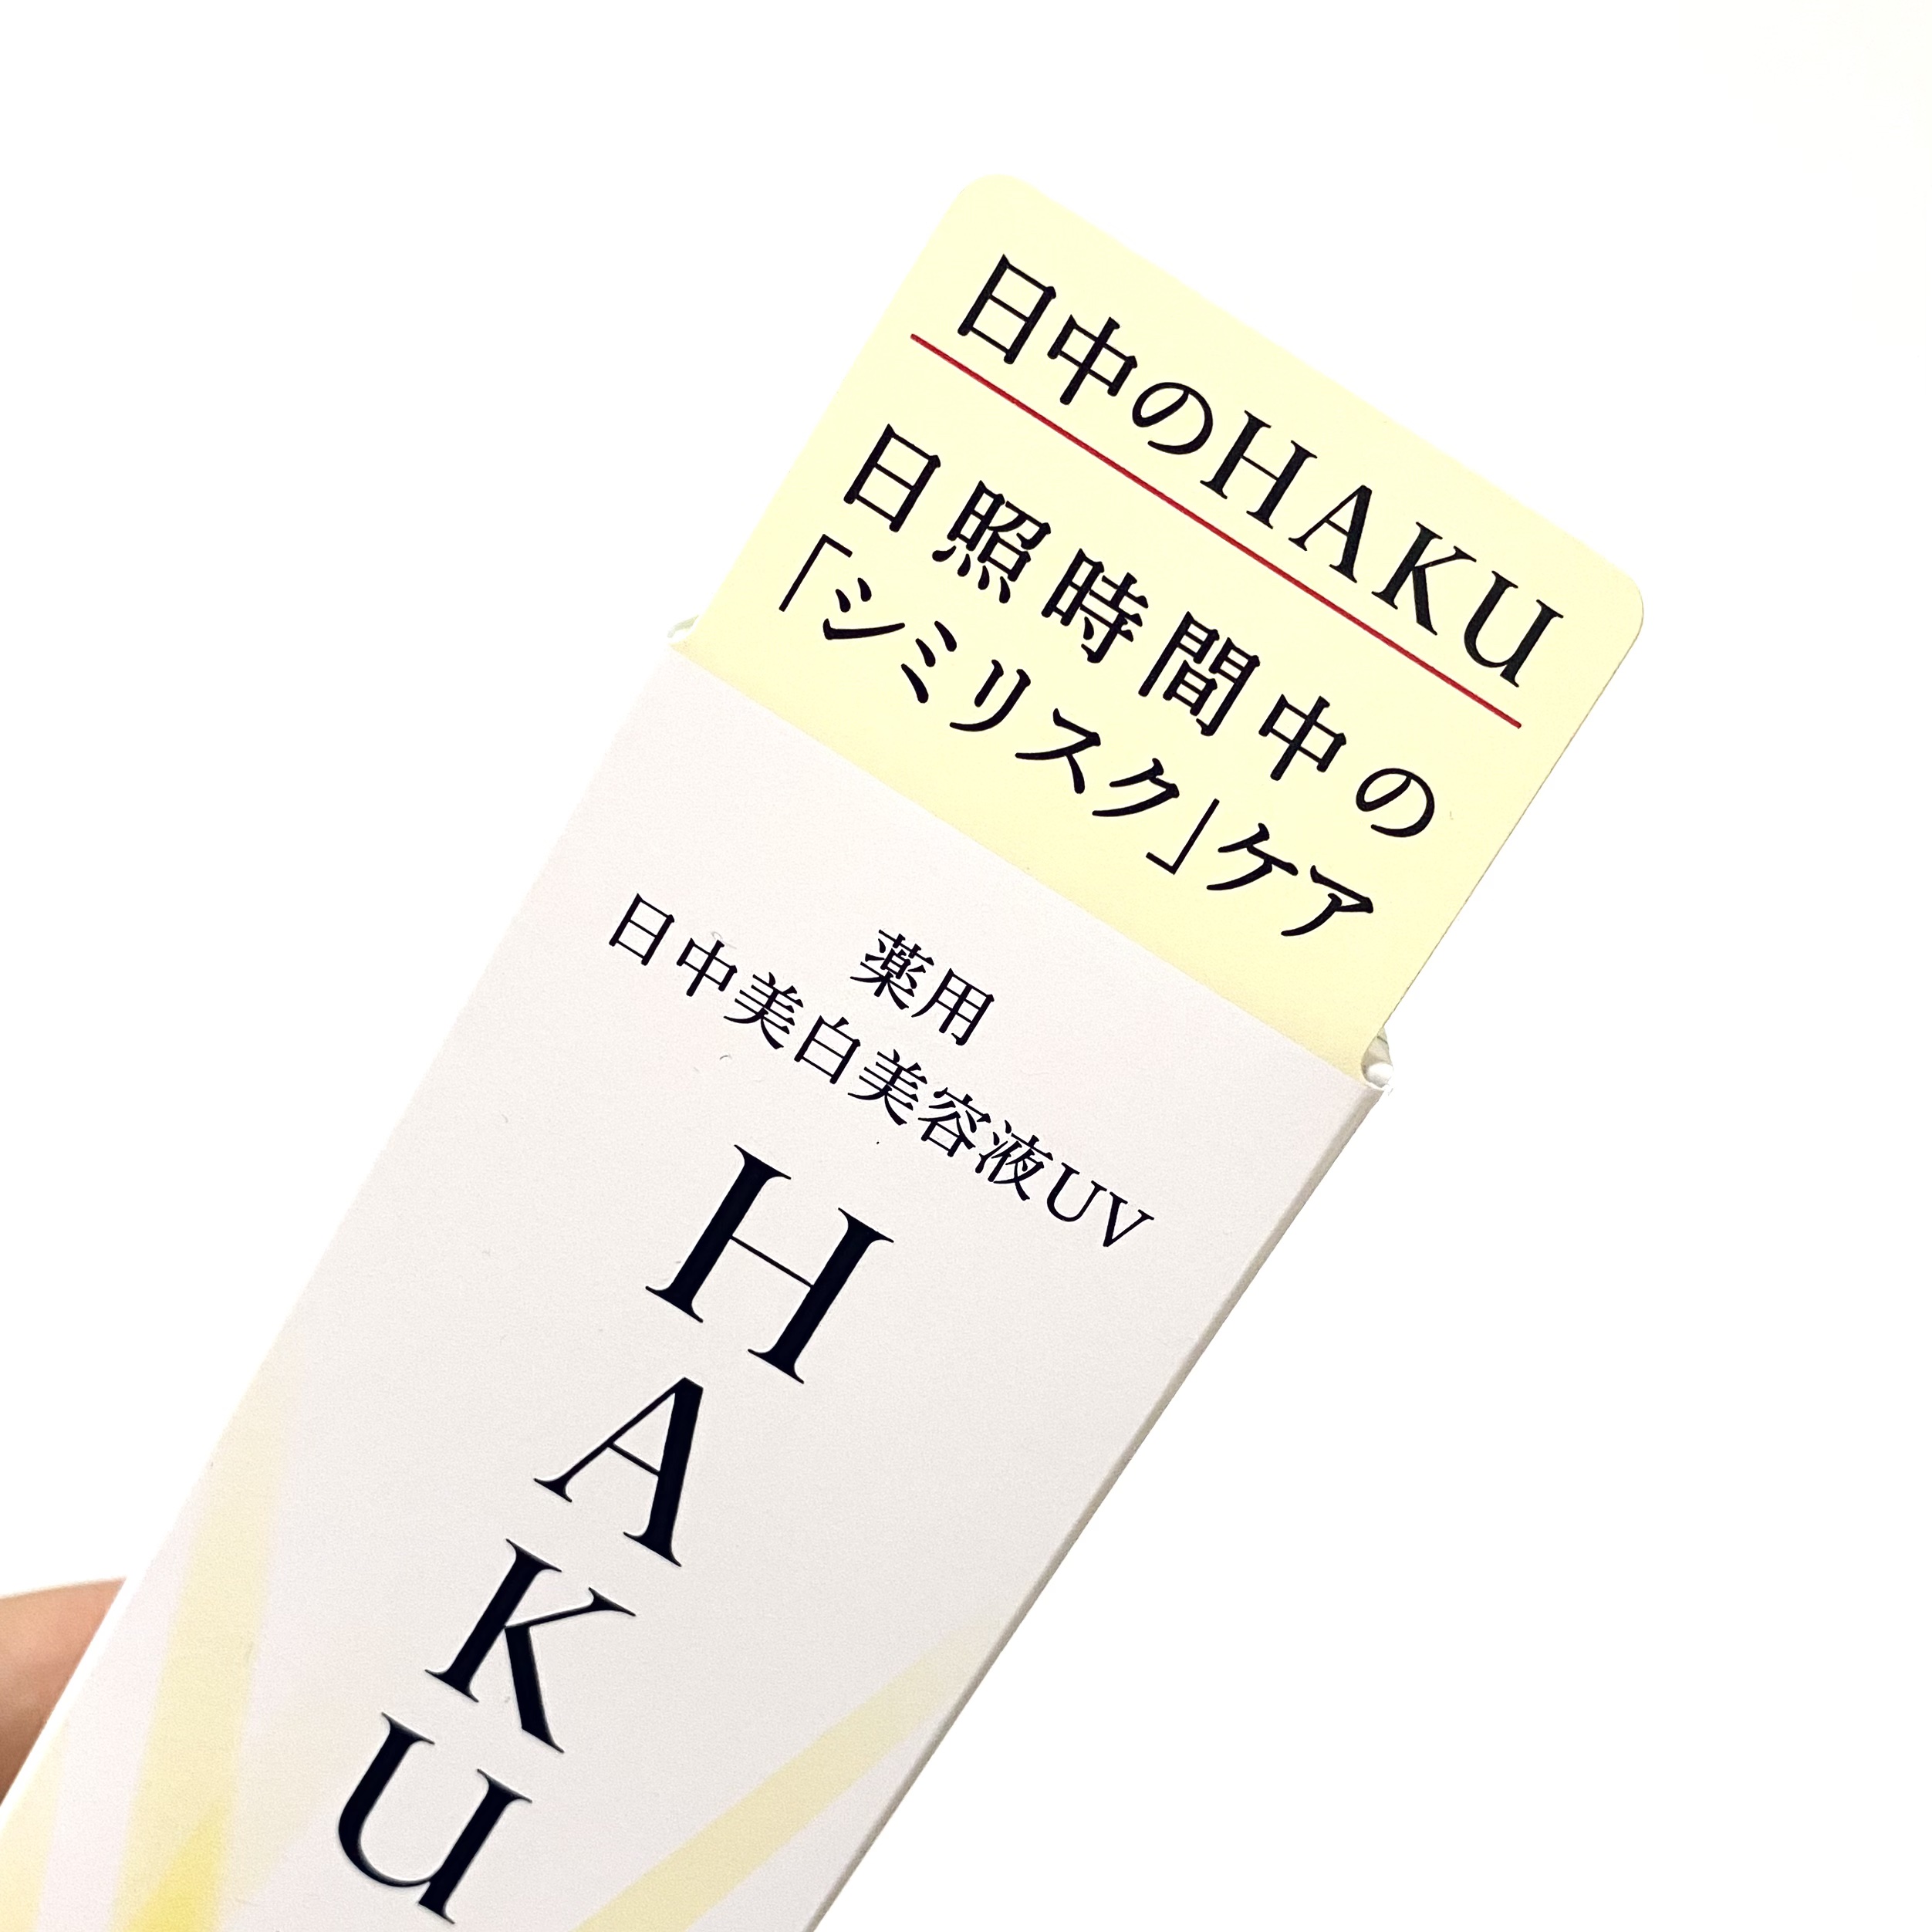 日中のHAKU
日照時間中の
「シミリスク」ケア
薬用
日中美白美容液UV
HAKU